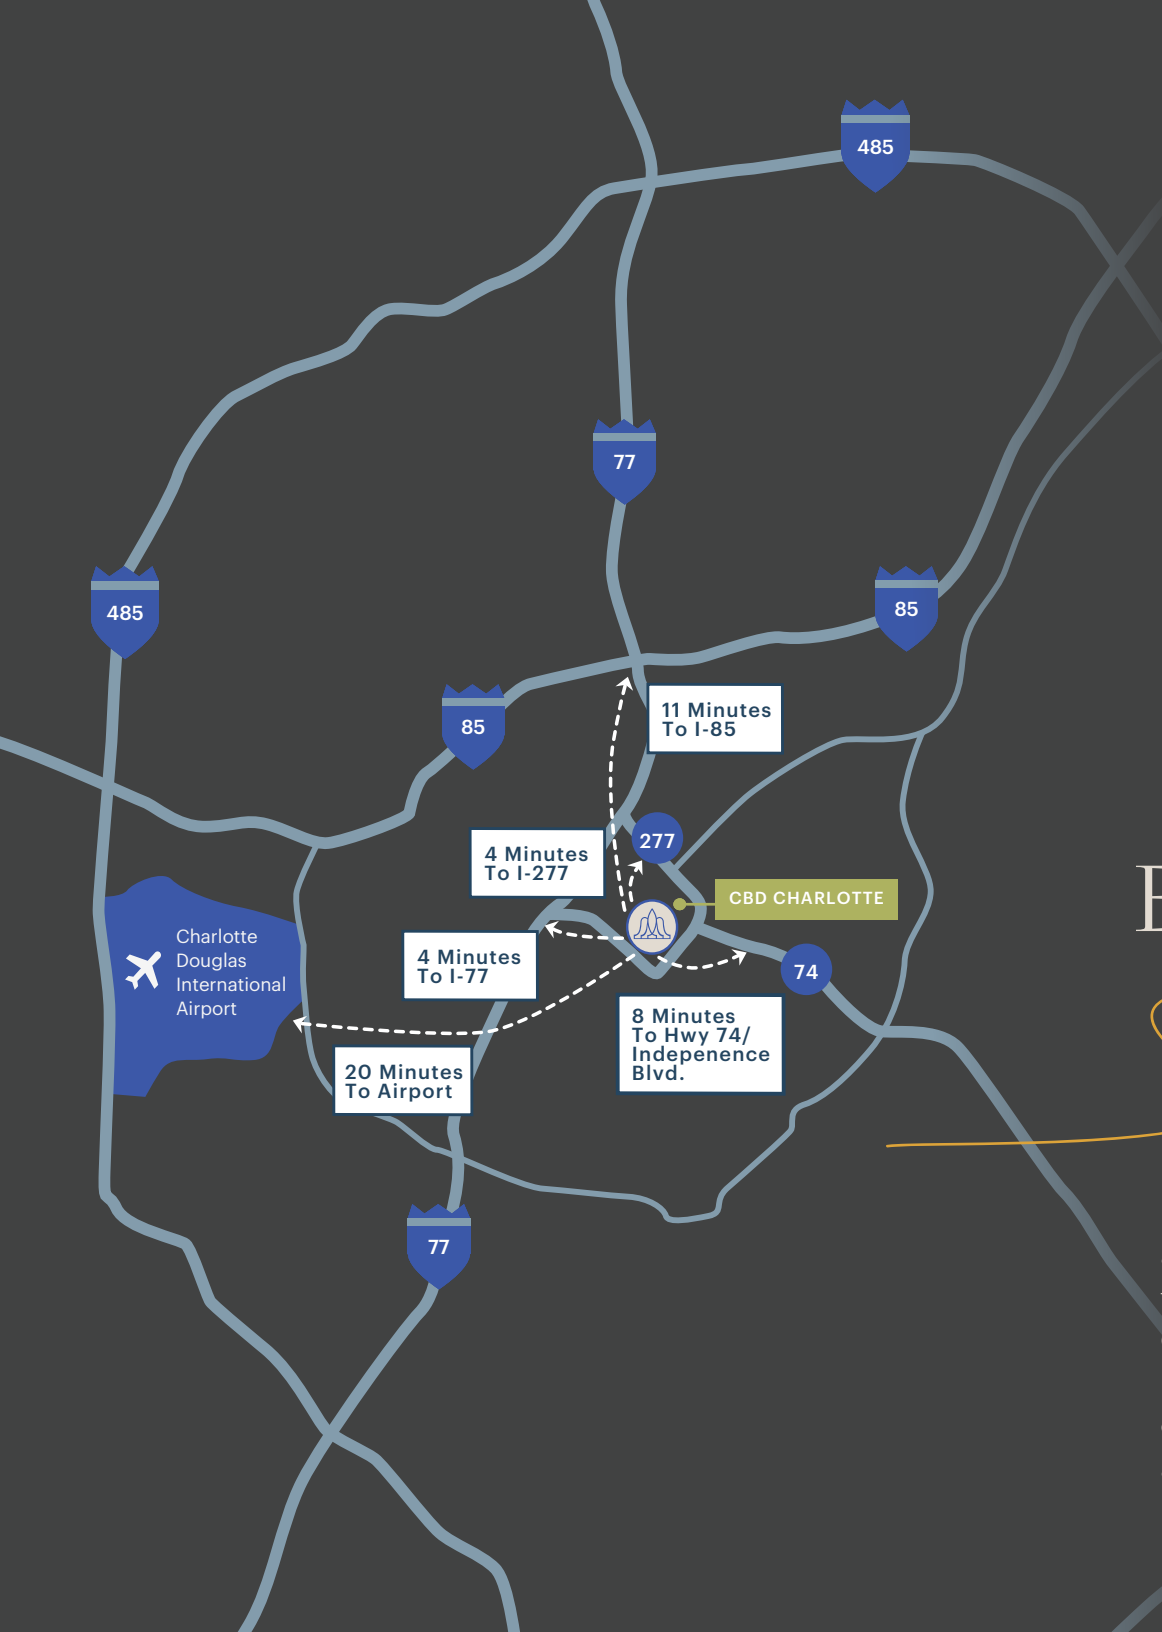 485
77
485
85
85
11 Minutes
To I-85
277
4 Minutes
To I-277
CBD CHARLOTTE
Charlotte
Douglas
International
Airport
4 Minutes
To I-77
74
8 Minutes
To Hwy 74/
Indepenence
Blvd.
20 Minutes
To Airport
77